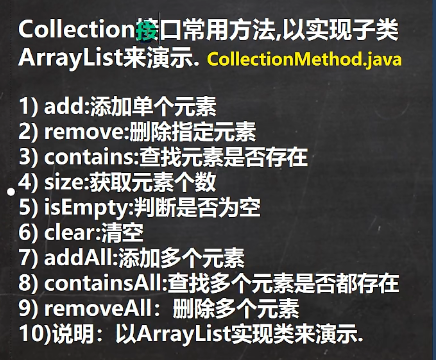 Collection接口常用方法,以实现子类
ArrayList来演示. CollectionMethod.java
1) add:添加单个元素
2) remove:删除指定元素
3) contains:查找元素是否存在
4) size:获取元素个数
5) isEmpty:判断是否为空
6) clear:清空
7) addAll:添加多个元素
8) containsAll:查找多个元素是否都存在
9) removeAll：删除多个元素
10)说明：以ArrayList实现类来演示.